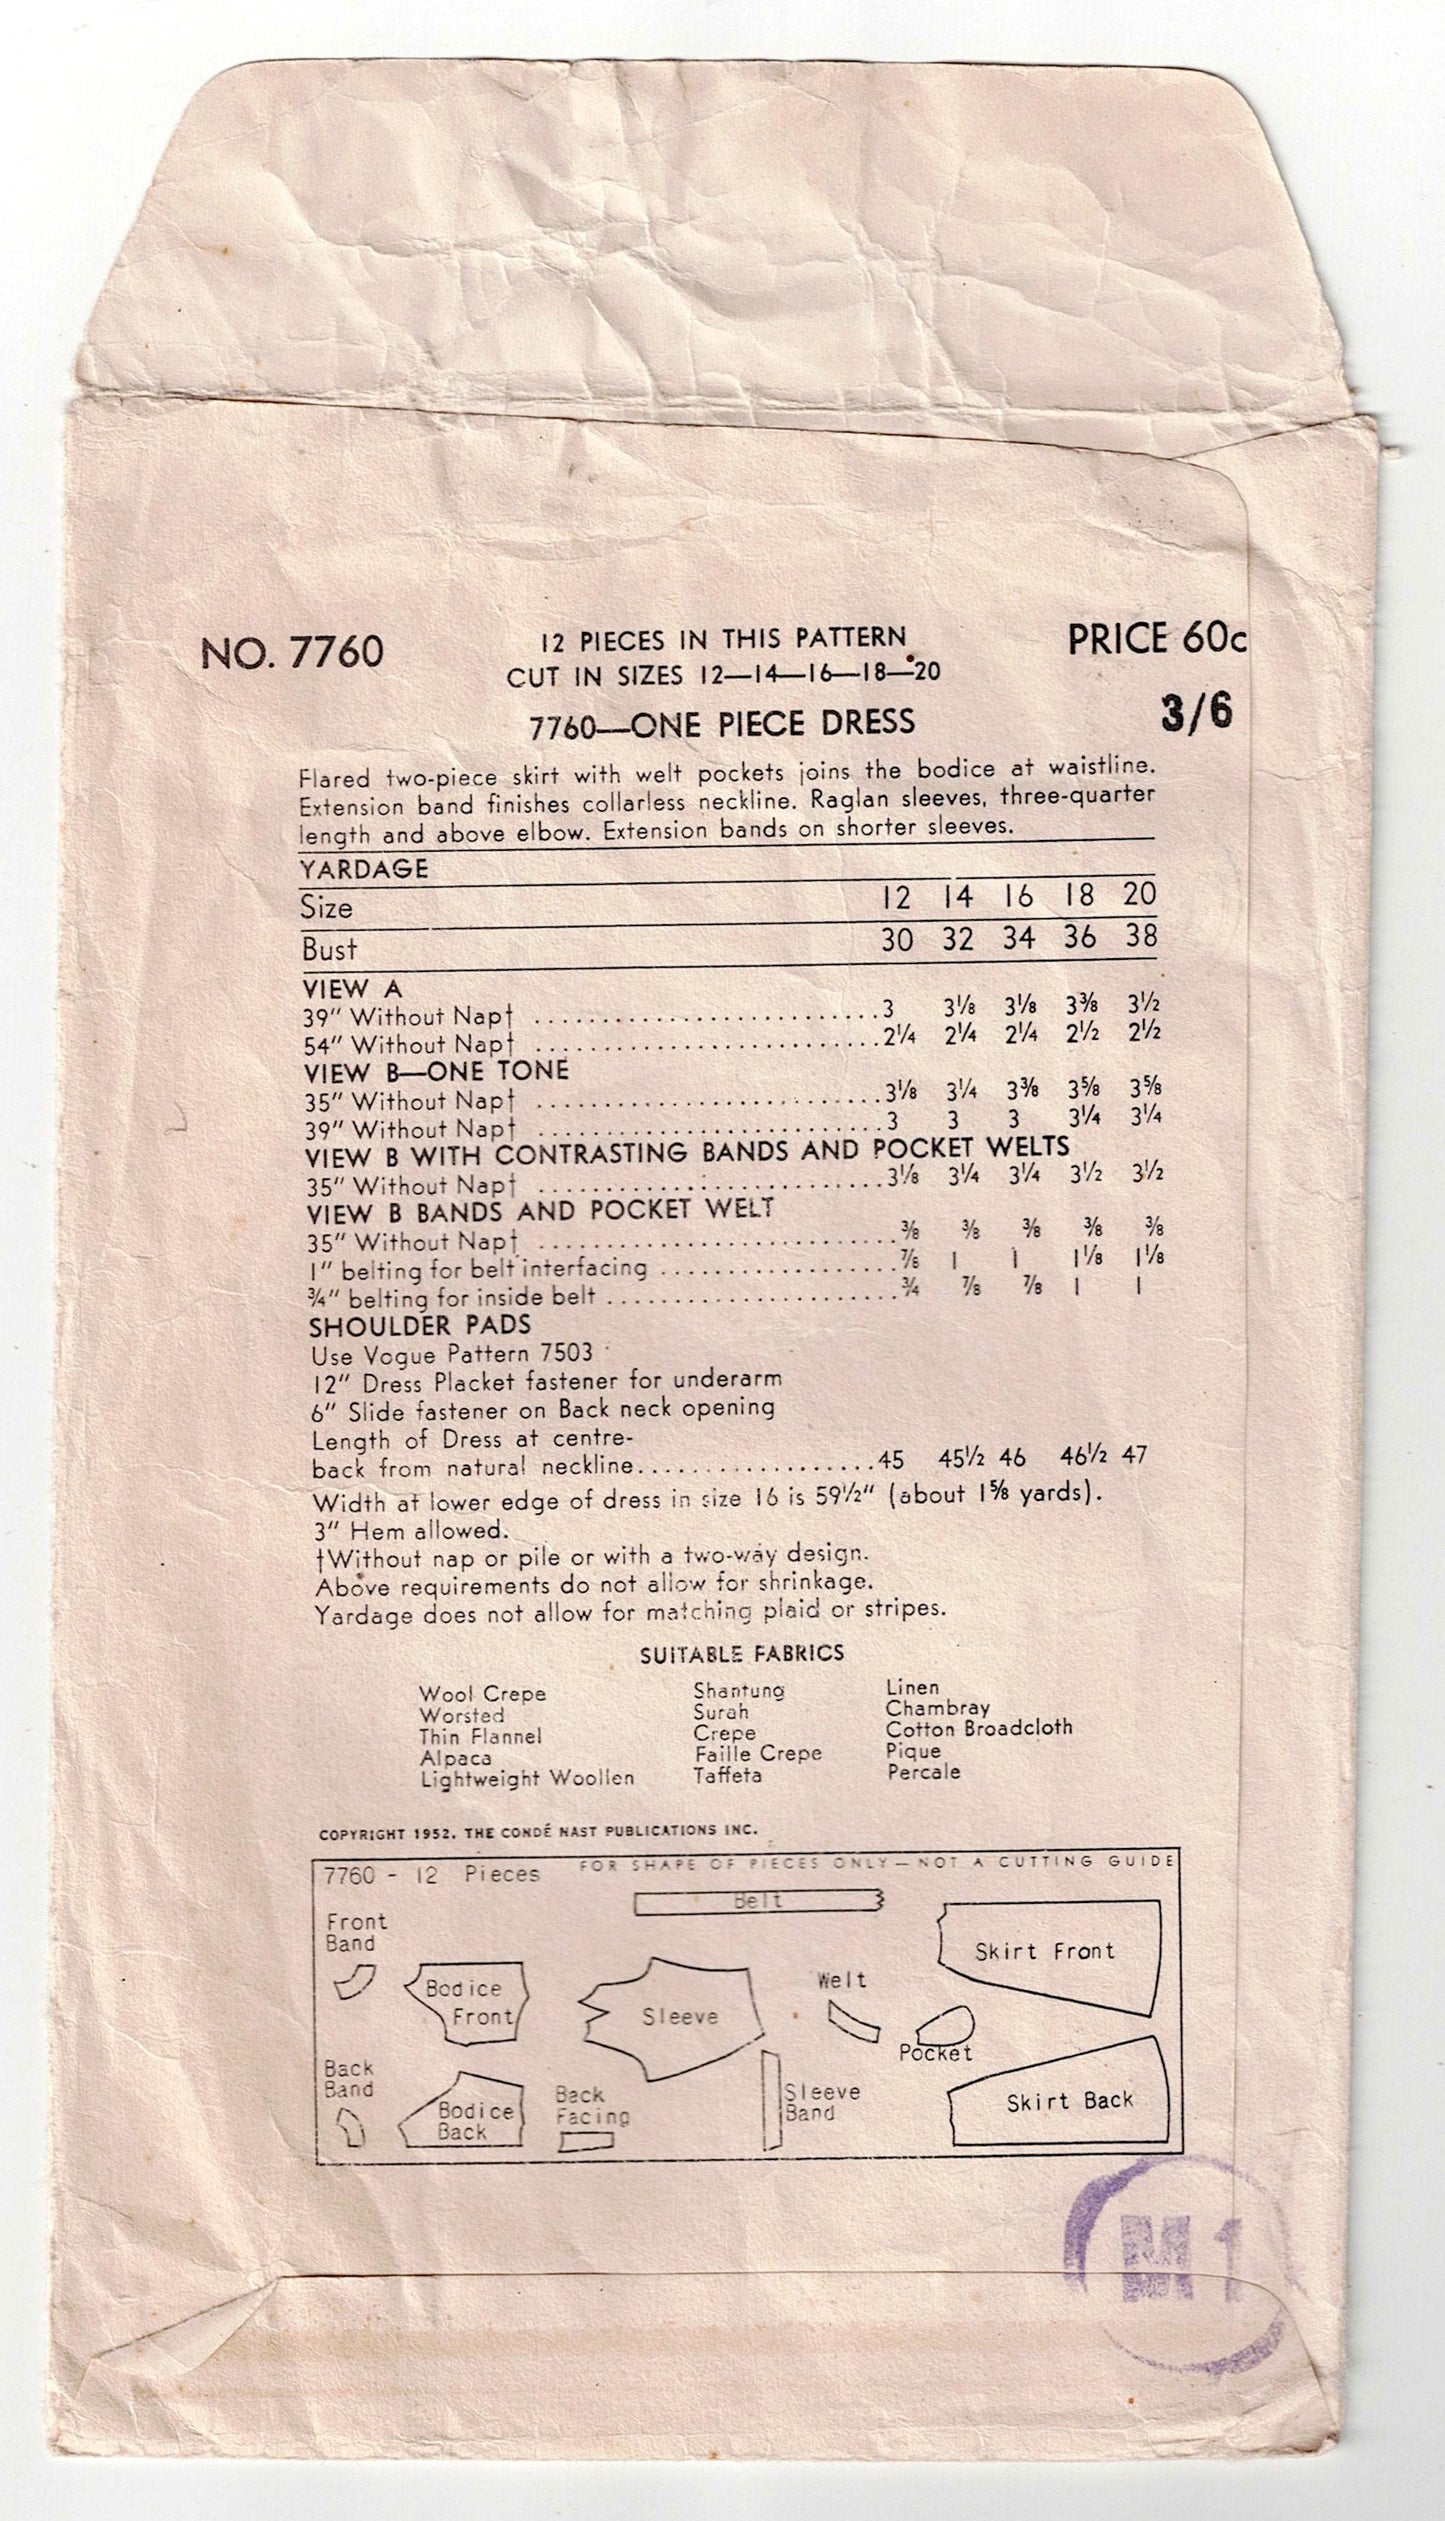 NO. 7760
12 PIECES IN THIS PATTERN
CUT IN SIZES 12—14—16—18—20
PRICE 60c
3/6
7760—ONE PIECE DRESS
Flared two-piece skirt with welt pockets joins the bodice at waistline.
Extension band finishes collarless neckline. Raglan sleeves, three-quarter
length and above elbow. Extension bands on shorter sleeves.
YARDAGE
Size 12 14 16 18 20
Bust 30 32 34 36 38
VIEW A
39" Without Nap† ............................3 3⅛ 3⅛ 3⅜ 3½
54" Without Nap† ............................2¼ 2¼ 2¼ 2½ 2½
VIEW B—ONE TONE
35" Without Nap† ............................3⅛ 3¼ 3⅜ 3⅝ 3⅝
39" Without Nap† ............................3 3 3 3¼ 3¼
VIEW B WITH CONTRASTING BANDS AND POCKET WELTS
35" Without Nap† ............................3⅛ 3¼ 3¼ 3½ 3½
VIEW B BANDS AND POCKET WELT
35" Without Nap† ............................ ⅜ ⅜ ⅜ ⅜ ⅜
1" belting for belt interfacing ...................⅞ 1 1 1⅛ 1⅛
¾" belting for inside belt .......................¾ ⅞ ⅞ 1 1
SHOULDER PADS
Use Vogue Pattern 7503
12" Dress Placket fastener for underarm
6" Slide fastener on Back neck opening
Length of Dress at centre-
back from natural neckline...................45 45½ 46 46½ 47
Width at lower edge of dress in size 16 is 59½" (about 1⅝ yards).
3" Hem allowed.
†Without nap or pile or with a two-way design.
Above requirements do not allow for shrinkage.
Yardage does not allow for matching plaid or stripes.
SUITABLE FABRICS
Wool Crepe Shantung Linen
Worsted Surah Chambray
Thin Flannel Crepe Cotton Broadcloth
Alpaca Faille Crepe Pique
Lightweight Woollen Taffeta Percale
COPYRIGHT 1952. THE CONDÉ NAST PUBLICATIONS INC.
7760 - 12 Pieces FOR SHAPE OF PIECES ONLY—NOT A CUTTING GUIDE
Belt
Front
Band
Bodice
Front
Sleeve
Welt
Pocket
Skirt Front
Back
Band
Bodice
Back
Back
Facing
Sleeve
Band
Skirt Back
M1